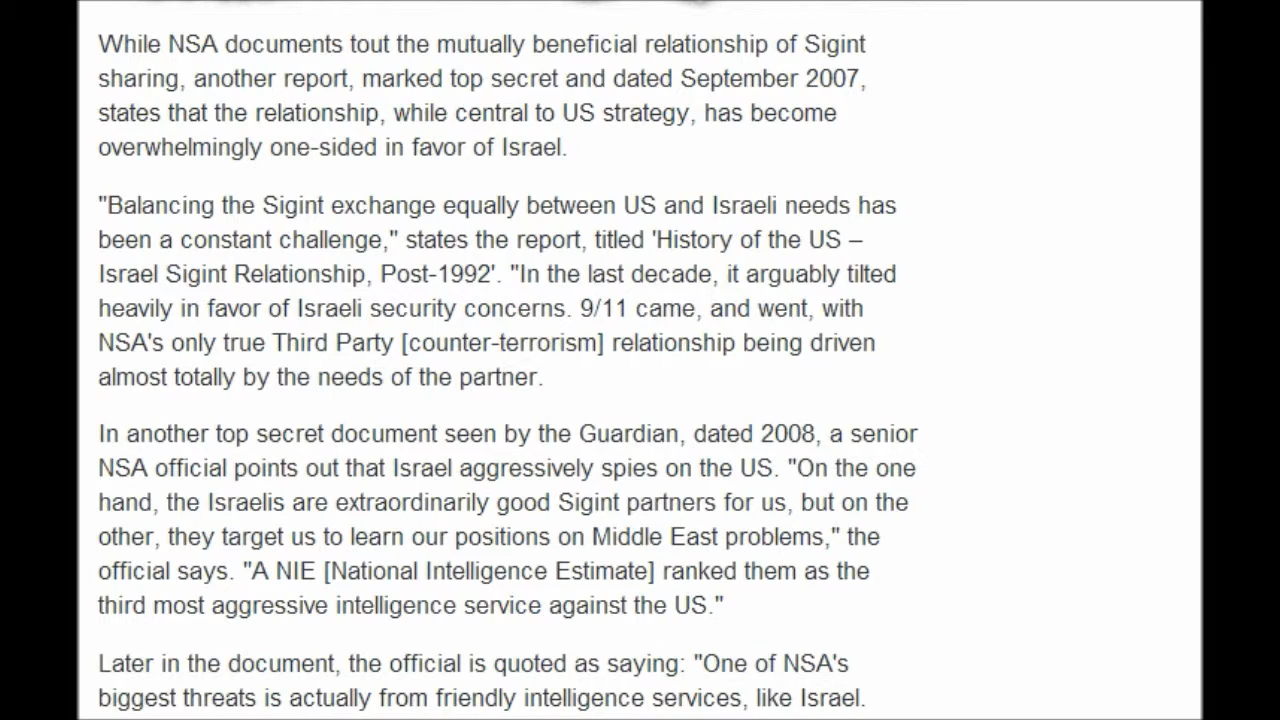 While NSA documents tout the mutually beneficial relationship of Sigint
sharing, another report, marked top secret and dated September 2007,
states that the relationship, while central to US strategy, has become
overwhelmingly one-sided in favor of Israel.
"Balancing the Sigint exchange equally between US and Israeli needs has
been a constant challenge," states the report, titled 'History of the US –
Israel Sigint Relationship, Post-1992'. "In the last decade, it arguably tilted
heavily in favor of Israeli security concerns. 9/11 came, and went, with
NSA's only true Third Party [counter-terrorism] relationship being driven
almost totally by the needs of the partner.
In another top secret document seen by the Guardian, dated 2008, a senior
NSA official points out that Israel aggressively spies on the US. "On the one
hand, the Israelis are extraordinarily good Sigint partners for us, but on the
other, they target us to learn our positions on Middle East problems," the
official says. "A NIE [National Intelligence Estimate] ranked them as the
third most aggressive intelligence service against the US."
Later in the document, the official is quoted as saying: "One of NSA's
biggest threats is actually from friendly intelligence services, like Israel.